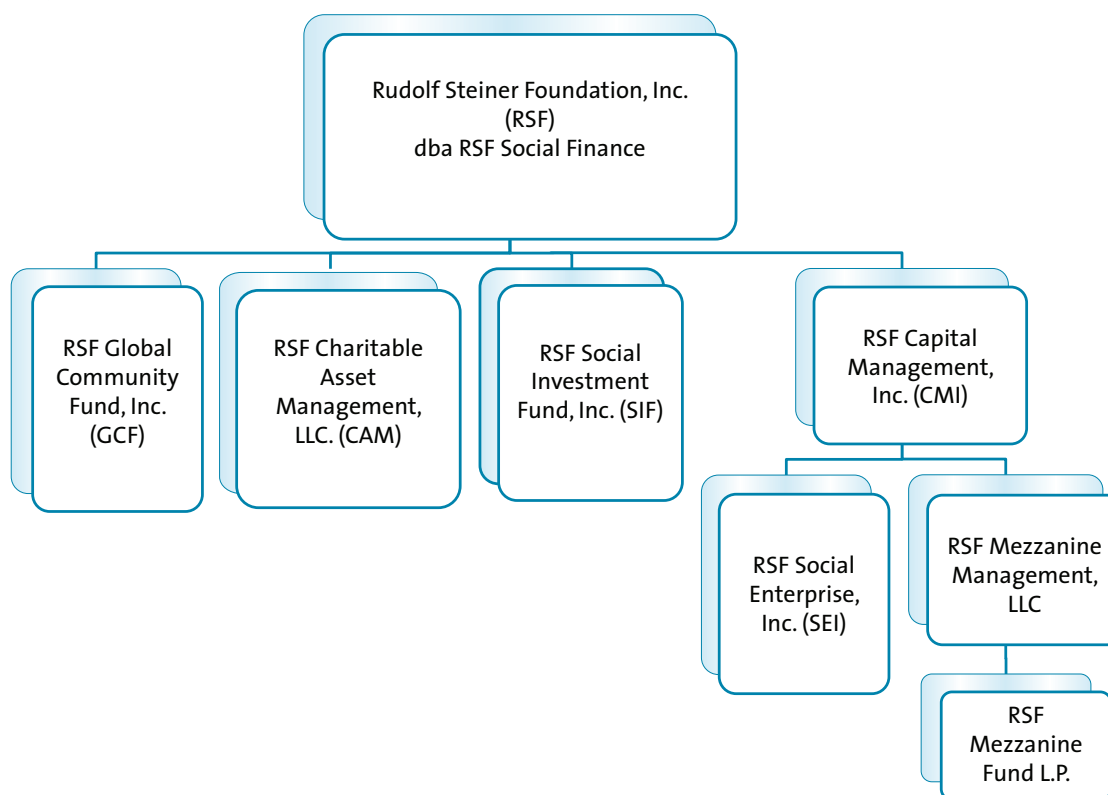 Rudolf Steiner Foundation, Inc.
(RSF)
dba RSF Social Finance
RSF Global
Community
Fund, Inc.
(GCF)
RSF Charitable
Asset
Management,
LLC. (CAM)
RSF Social
Investment
Fund, Inc. (SIF)
RSF Capital
Management,
Inc. (CMI)
RSF Social
Enterprise,
Inc. (SEI)
RSF Mezzanine
Management,
LLC
RSF
Mezzanine
Fund L.P.